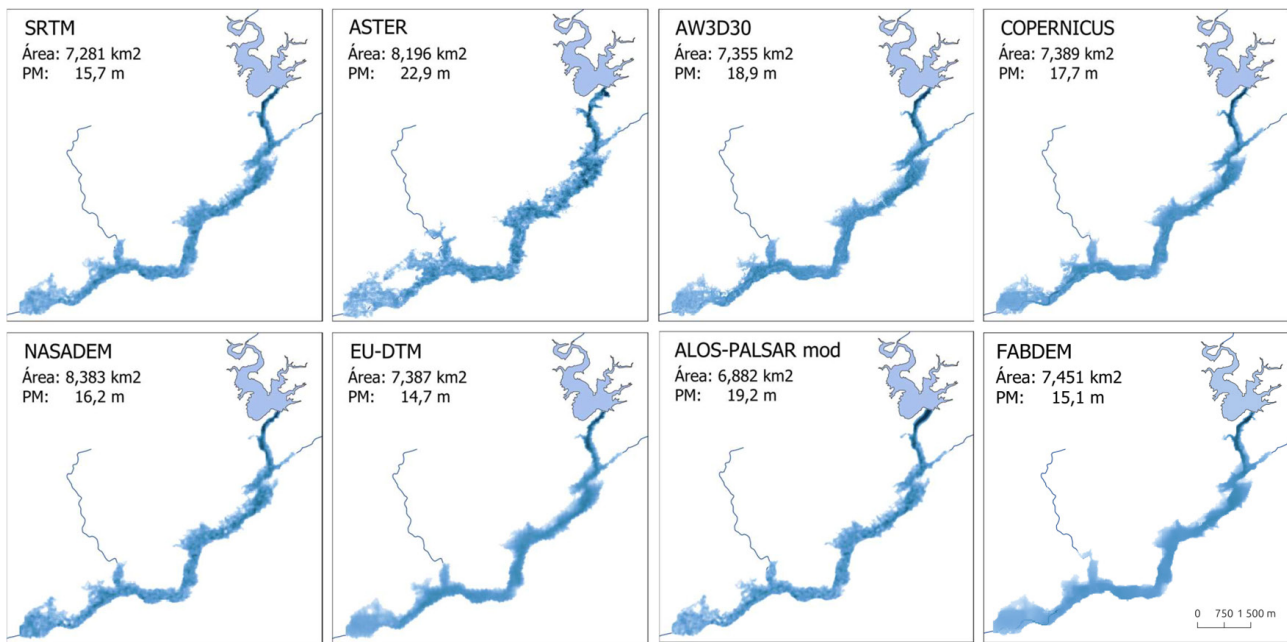 SRTM
Área: 7,281 km2
PM: 15,7 m
ASTER
Área: 8,196 km2
PM: 22,9 m
AW3D30
Área: 7,355 km2
PM: 18,9 m
COPERNICUS
Área: 7,389 km2
PM: 17,7 m
NASADEM
Área: 8,383 km2
PM: 16,2 m
EU-DTM
Área: 7,387 km2
PM: 14,7 m
ALOS-PALSAR mod
Área: 6,882 km2
PM: 19,2 m
FABDEM
Área: 7,451 km2
PM: 15,1 m
0 750 1 500 m